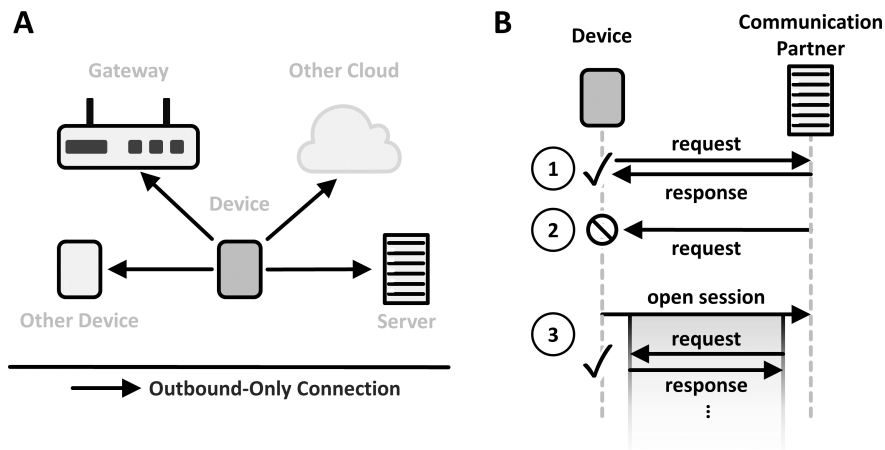 A
Gateway
Other Cloud
Device
Other Device
Server
Outbound-Only Connection
B
Device
Communication
Partner
1
request
response
2
request
open session
3
request
response
...